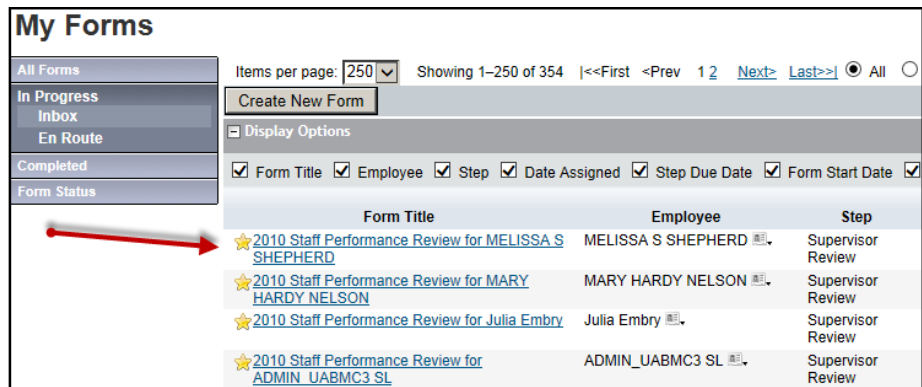 My Forms
All Forms
In Progress
Inbox
En Route
Completed
Form Status
Items per page: 250 Showing 1–250 of 354 |<<First <Prev 1 2 Next> Last>>| All
Create New Form
Display Options
Form Title Employee Step Date Assigned Step Due Date Form Start Date
Form Title Employee Step
2010 Staff Performance Review for MELISSA S MELISSA S SHEPHERD Supervisor
SHEPHERD Review
2010 Staff Performance Review for MARY MARY HARDY NELSON Supervisor
HARDY NELSON Review
2010 Staff Performance Review for Julia Embry Julia Embry Supervisor
Review
2010 Staff Performance Review for ADMIN_UABMC3 SL Supervisor
ADMIN_UABMC3 SL Review